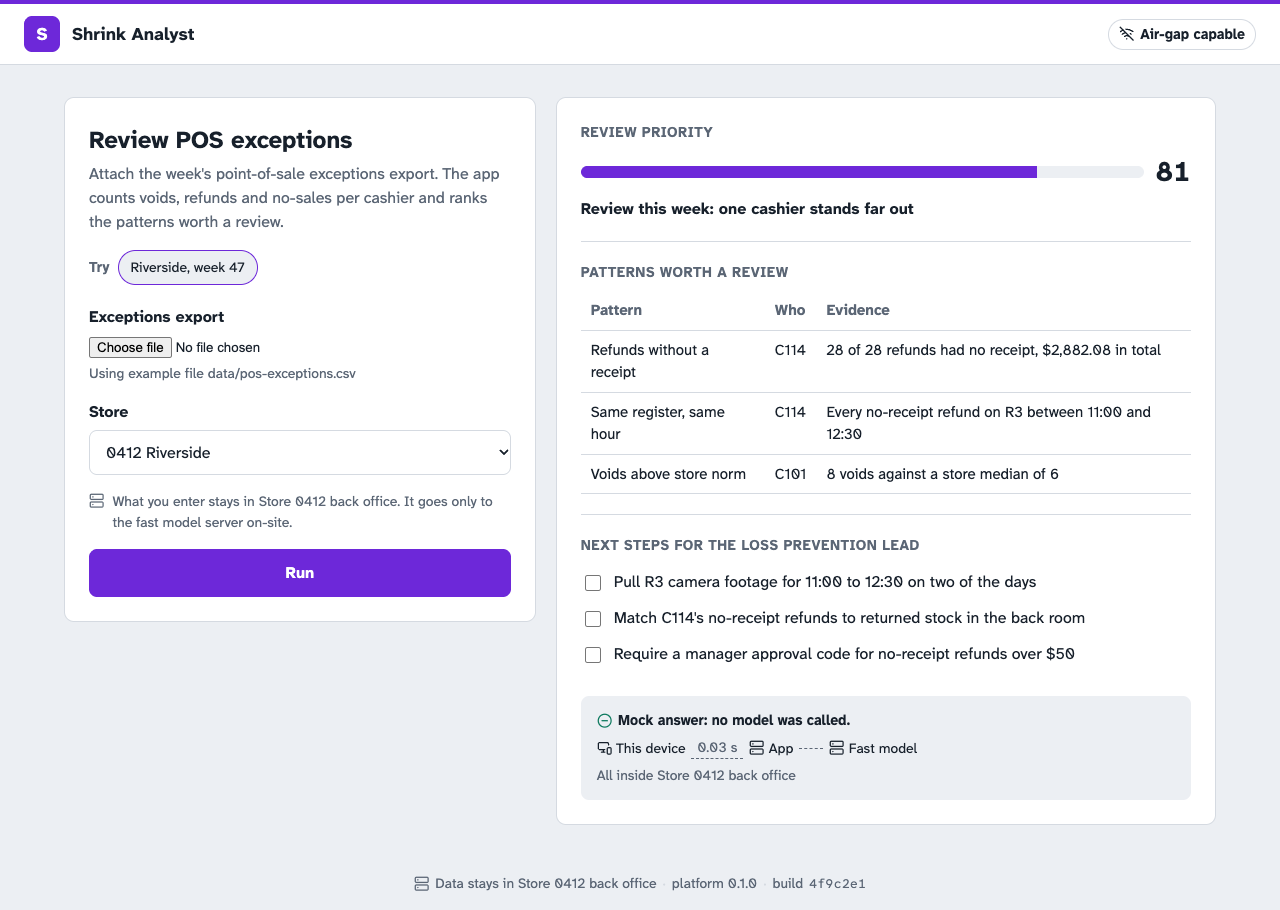 S
Shrink Analyst
Air-gap capable
Review POS exceptions
Attach the week's point-of-sale exceptions export. The app
counts voids, refunds and no-sales per cashier and ranks
the patterns worth a review.
Try
Riverside, week 47
Exceptions export
Choose file No file chosen
Using example file data/pos-exceptions.csv
Store
0412 Riverside
What you enter stays in Store 0412 back office. It goes only to
the fast model server on-site.
Run
REVIEW PRIORITY
81
Review this week: one cashier stands far out
PATTERNS WORTH A REVIEW
Pattern Who Evidence
Refunds without a
receipt
C114
28 of 28 refunds had no receipt, $2,882.08 in total
Same register, same
hour
C114
Every no-receipt refund on R3 between 11:00 and
12:30
Voids above store norm C101 8 voids against a store median of 6
NEXT STEPS FOR THE LOSS PREVENTION LEAD
Pull R3 camera footage for 11:00 to 12:30 on two of the days
Match C114's no-receipt refunds to returned stock in the back room
Require a manager approval code for no-receipt refunds over $50
Mock answer: no model was called.
This device 0.03 s App Fast model
All inside Store 0412 back office
Data stays in Store 0412 back office · platform 0.1.0 · build 4f9c2e1